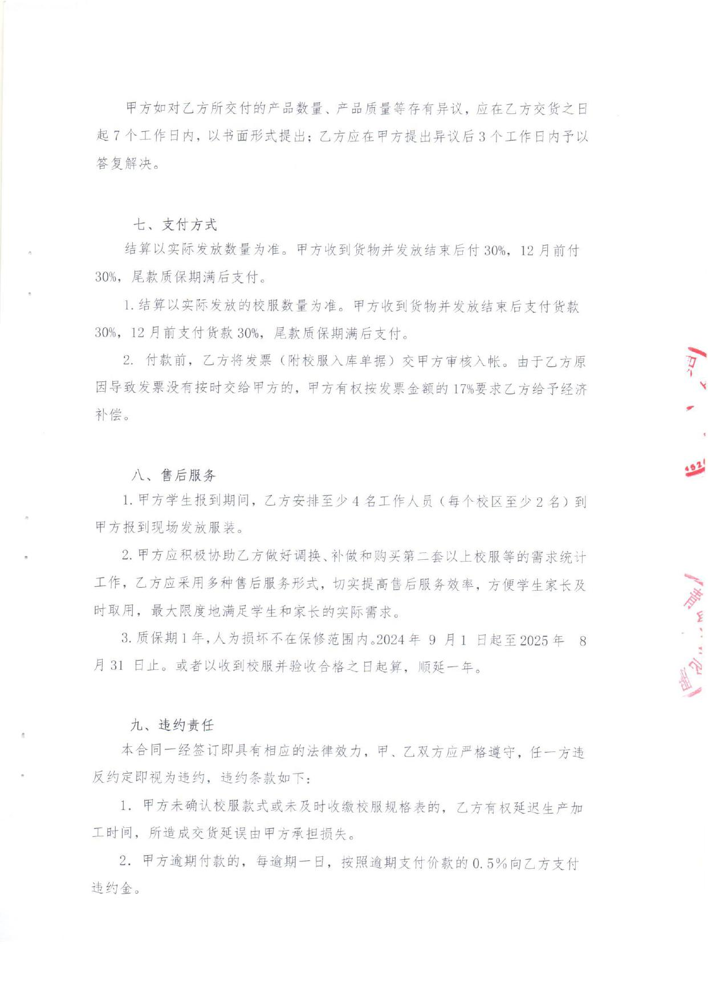 甲方如对乙方所交付的产品数量、产品质量等存有异议，应在乙方交货之日
起7个工作日内，以书面形式提出；乙方应在甲方提出异议后3个工作日内予以
答复解决。
七、支付方式
结算以实际发放数量为准。甲方收到货物并发放结束后付30%，12月前付
30%，尾款质保期满后支付。
1.结算以实际发放的校服数量为准。甲方收到货物并发放结束后支付货款
30%，12月前支付货款30%，尾款质保期满后支付。
2. 付款前，乙方将发票（附校服入库单据）交甲方审核入帐。由于乙方原
因导致发票没有按时交给甲方的，甲方有权按发票金额的17%要求乙方给予经济
补偿。
八、售后服务
1.甲方学生报到期间，乙方安排至少4名工作人员（每个校区至少2名）到
甲方报到现场发放服装。
2.甲方应积极协助乙方做好调换、补做和购买第二套以上校服等的需求统计
工作，乙方应采用多种售后服务形式，切实提高售后服务效率，方便学生家长及
时取用，最大限度地满足学生和家长的实际需求。
3.质保期1年，人为损坏不在保修范围内。2024年 9 月1 日起至2025年 8
月31 日止。或者以收到校服并验收合格之日起算，顺延一年。
九、违约责任
本合同一经签订即具有相应的法律效力，甲、乙双方应严格遵守，任一方违
反约定即视为违约，违约条款如下：
1. 甲方未确认校服款式或未及时收缴校服规格表的，乙方有权延迟生产加
工时间，所造成交货延误由甲方承担损失。
2. 甲方逾期付款的，每逾期一日，按照逾期支付价款的0.5%向乙方支付
违约金。